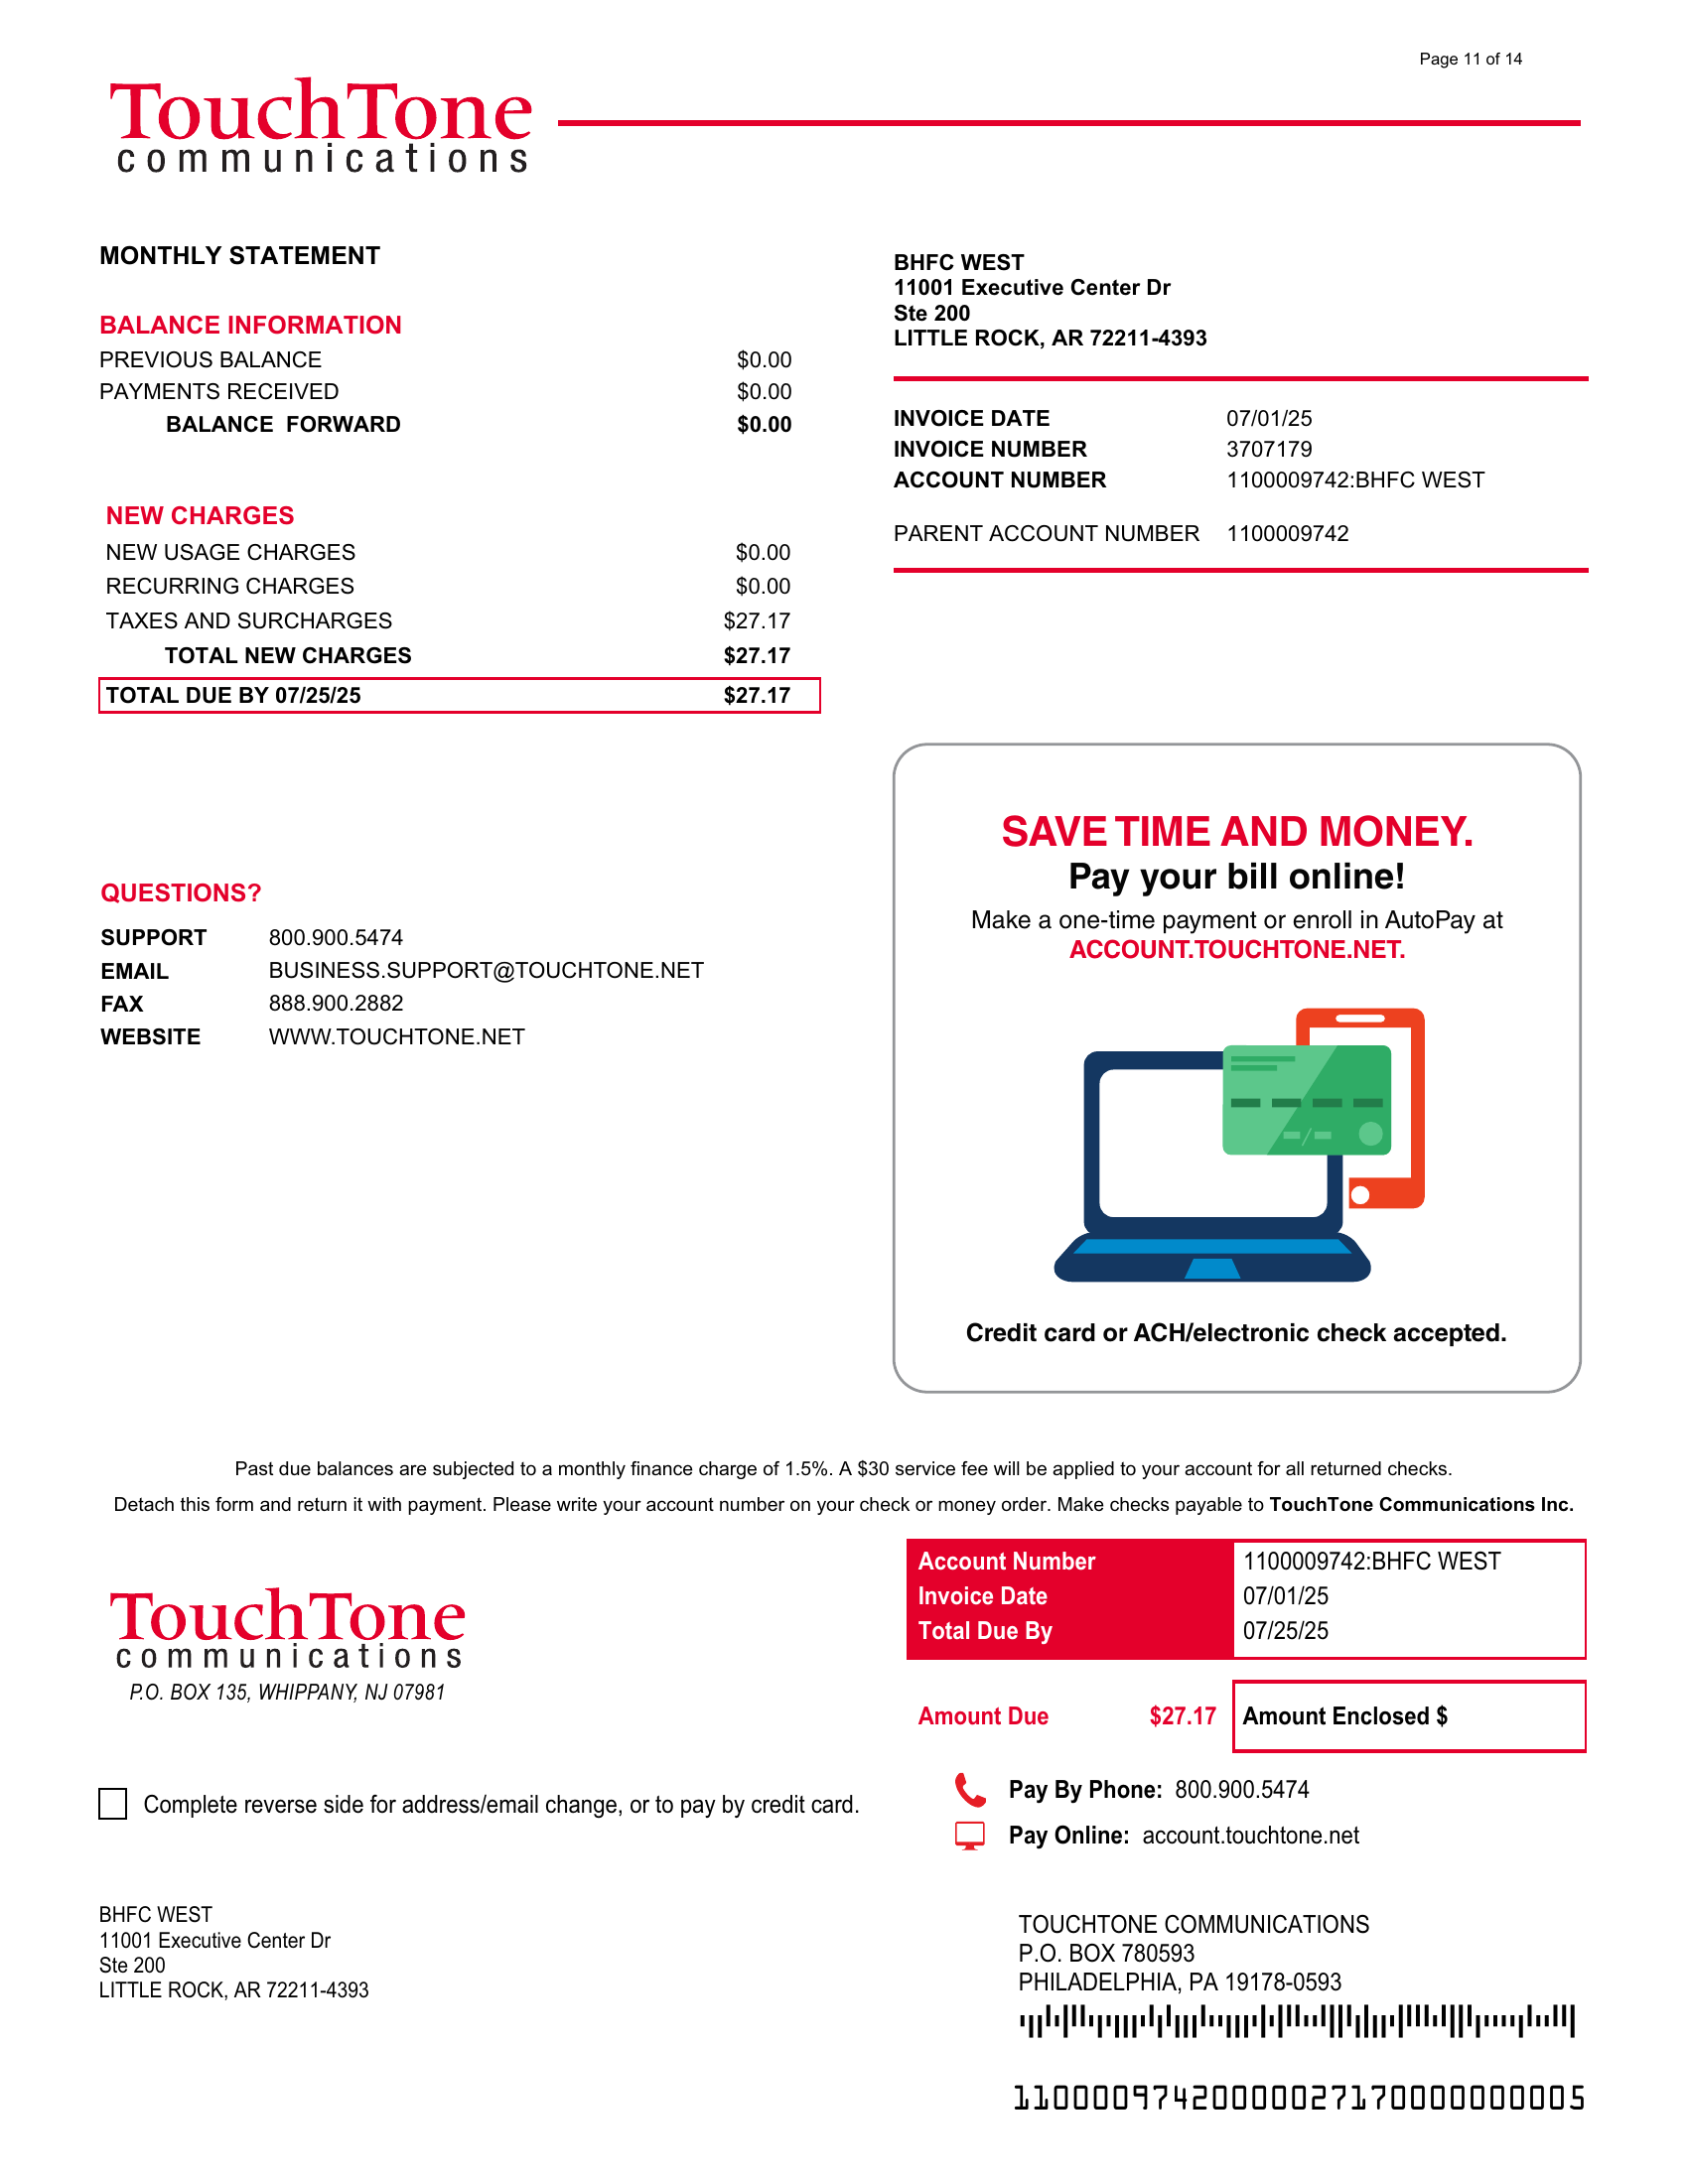 Page 11 of 14
TouchTone
communications
MONTHLY STATEMENT
BALANCE INFORMATION
PREVIOUS BALANCE $0.00
PAYMENTS RECEIVED $0.00
BALANCE FORWARD $0.00
NEW CHARGES
NEW USAGE CHARGES $0.00
RECURRING CHARGES $0.00
TAXES AND SURCHARGES $27.17
TOTAL NEW CHARGES $27.17
TOTAL DUE BY 07/25/25 $27.17
BHFC WEST
11001 Executive Center Dr
Ste 200
LITTLE ROCK, AR 72211-4393
INVOICE DATE 07/01/25
INVOICE NUMBER 3707179
ACCOUNT NUMBER 1100009742:BHFC WEST
PARENT ACCOUNT NUMBER 1100009742
QUESTIONS?
SUPPORT 800.900.5474
EMAIL BUSINESS.SUPPORT@TOUCHTONE.NET
FAX 888.900.2882
WEBSITE WWW.TOUCHTONE.NET
SAVE TIME AND MONEY.
Pay your bill online!
Make a one-time payment or enroll in AutoPay at
ACCOUNT.TOUCHTONE.NET.
Credit card or ACH/electronic check accepted.
Past due balances are subjected to a monthly finance charge of 1.5%. A $30 service fee will be applied to your account for all returned checks.
Detach this form and return it with payment. Please write your account number on your check or money order. Make checks payable to TouchTone Communications Inc.
TouchTone
communications
P.O. BOX 135, WHIPPANY, NJ 07981
Account Number 1100009742:BHFC WEST
Invoice Date 07/01/25
Total Due By 07/25/25
Amount Due $27.17 Amount Enclosed $
Complete reverse side for address/email change, or to pay by credit card.
Pay By Phone: 800.900.5474
Pay Online: account.touchtone.net
BHFC WEST
11001 Executive Center Dr
Ste 200
LITTLE ROCK, AR 72211-4393
TOUCHTONE COMMUNICATIONS
P.O. BOX 780593
PHILADELPHIA, PA 19178-0593
11000097420000027170000000005